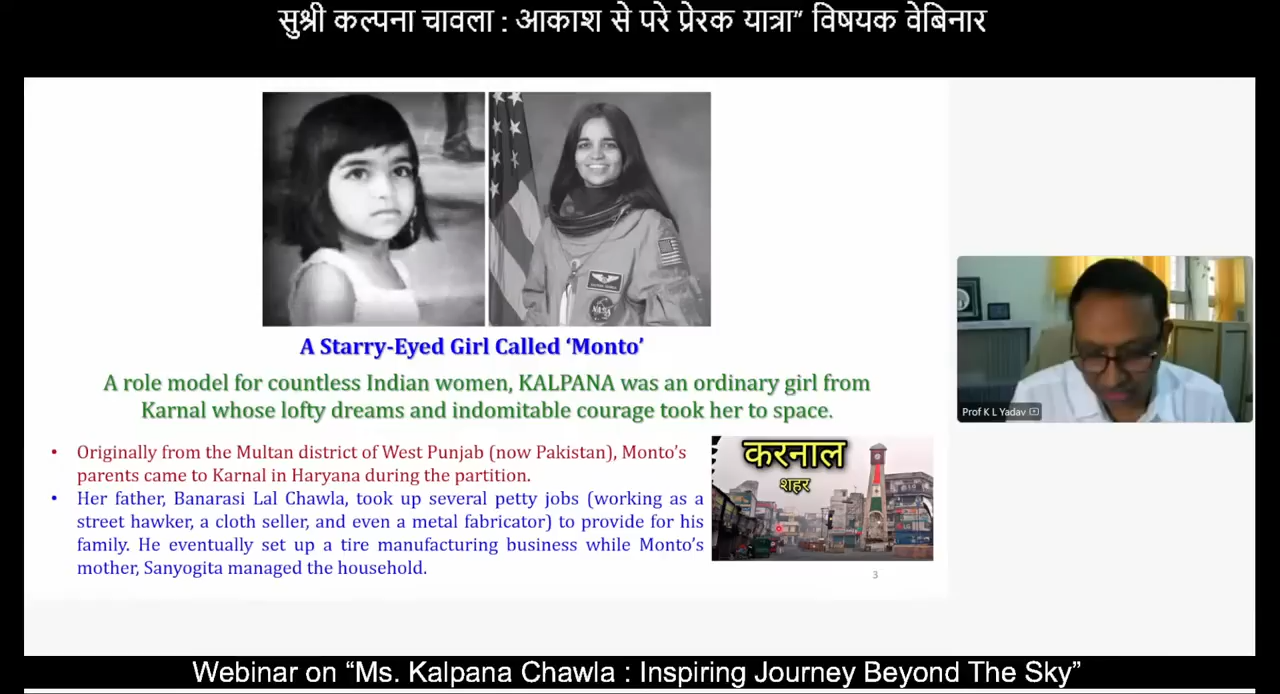 सुश्री कल्पना चावला : आकाश से परे प्रेरक यात्रा” विषयक वेबिनार
A Starry-Eyed Girl Called ‘Monto’
A role model for countless Indian women, KALPANA was an ordinary girl from
Karnal whose lofty dreams and indomitable courage took her to space.
• Originally from the Multan district of West Punjab (now Pakistan), Monto’s
parents came to Karnal in Haryana during the partition.
• Her father, Banarasi Lal Chawla, took up several petty jobs (working as a
street hawker, a cloth seller, and even a metal fabricator) to provide for his
family. He eventually set up a tire manufacturing business while Monto’s
mother, Sanyogita managed the household.
करनाल
शहर
3
Prof K L Yadav
Webinar on “Ms. Kalpana Chawla : Inspiring Journey Beyond The Sky”